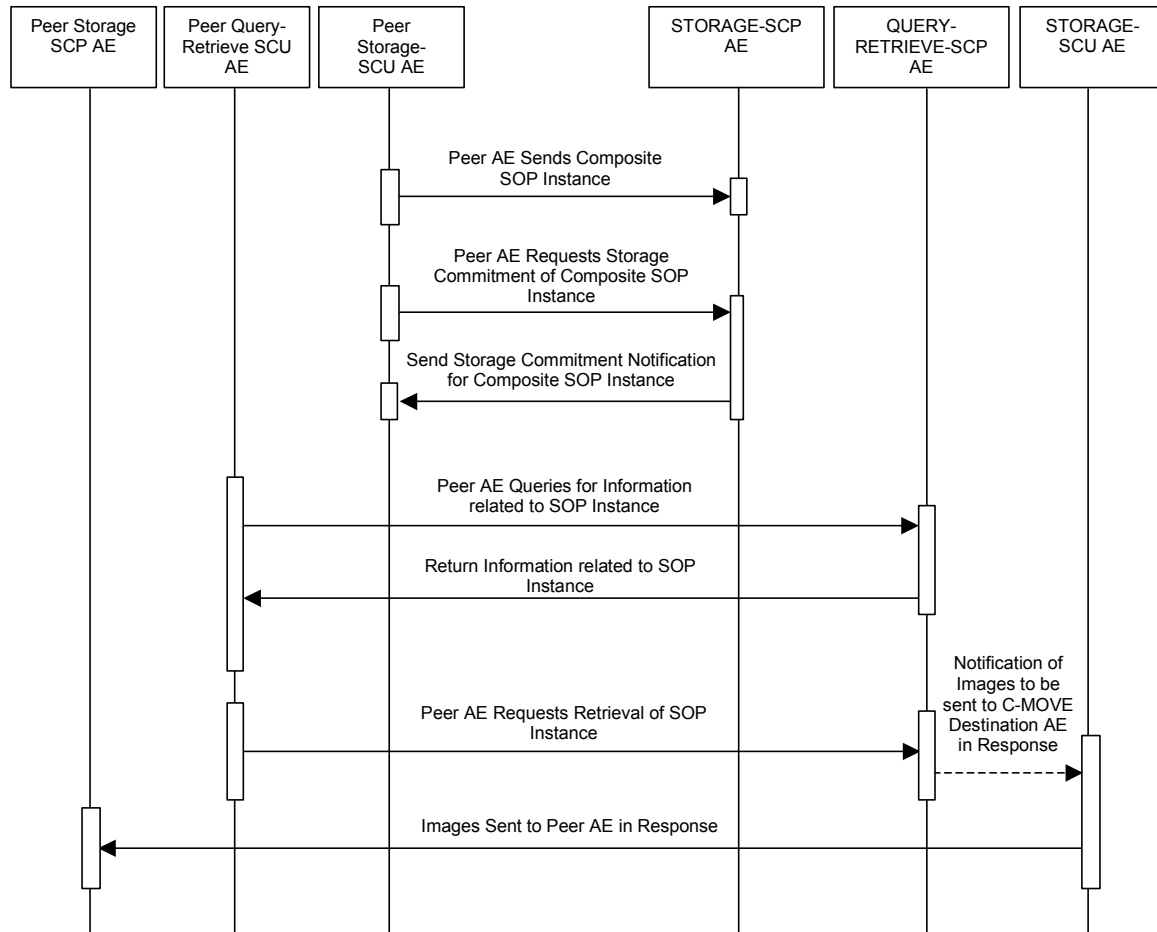 Peer Storage
SCP AE
Peer Query-
Retrieve SCU
AE
Peer
Storage-
SCU AE
STORAGE-SCP
AE
QUERY-
RETRIEVE-SCP
AE
STORAGE-
SCU AE
Peer AE Sends Composite
SOP Instance
Peer AE Requests Storage
Commitment of Composite SOP
Instance
Send Storage Commitment Notification
for Composite SOP Instance
Peer AE Queries for Information
related to SOP Instance
Return Information related to SOP
Instance
Notification of
Images to be
sent to C-MOVE
Destination AE
in Response
Peer AE Requests Retrieval of SOP
Instance
Images Sent to Peer AE in Response